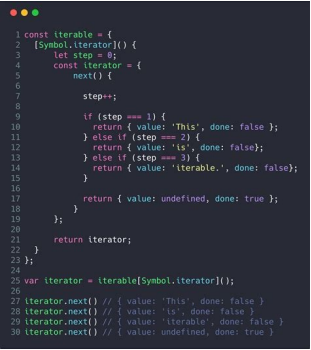 1 const iterable = {
2 [Symbol.iterator]() {
3 let step = 0;
4 const iterator = {
5 next() {
6
7 step++;
8
9 if (step === 1) {
10 return { value: 'This', done: false };
11 } else if (step === 2) {
12 return { value: 'is', done: false};
13 } else if (step === 3) {
14 return { value: 'iterable.', done: false};
15 }
16
17 return { value: undefined, done: true };
18 }
19 };
20
21 return iterator;
22 }
23 };
24
25 var iterator = iterable[Symbol.iterator]();
26
27 iterator.next() // { value: 'This', done: false }
28 iterator.next() // { value: 'is', done: false }
29 iterator.next() // { value: 'iterable', done: false }
30 iterator.next() // { value: undefined, done: true }